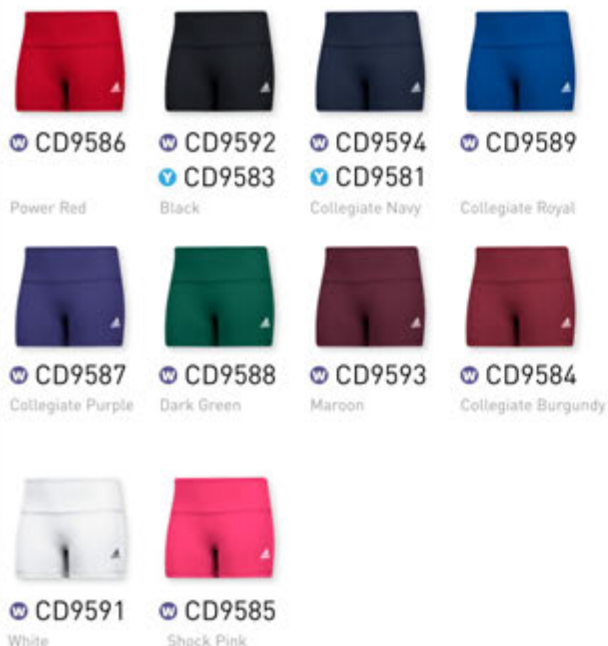 W CD9586
W CD9592
W CD9594
W CD9589
Y CD9583
Y CD9581
Power Red
Black
Collegiate Navy
Collegiate Royal
W CD9587
W CD9588
W CD9593
W CD9584
Collegiate Purple
Dark Green
Maroon
Collegiate Burgundy
W CD9591
W CD9585
White
Shock Pink